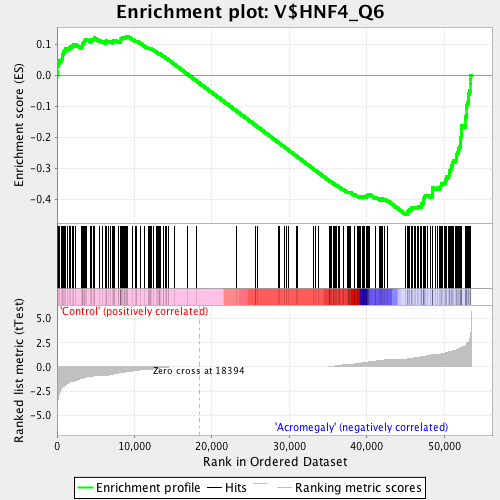 Enrichment plot: V$HNF4_Q6
Enrichment score (ES)
0.1
0.0
-0.1
-0.2
-0.3
-0.4
Ranked list metric (tTest)
'Control' (positively correlated)
5.0
2.5
0.0
-2.5
-5.0
Zero cross at 18394
'Acromegaly' (negatively correlated)
0
10,000
20,000
30,000
40,000
50,000
Rank in Ordered Dataset
Enrichment profile
Hits
Ranking metric scores